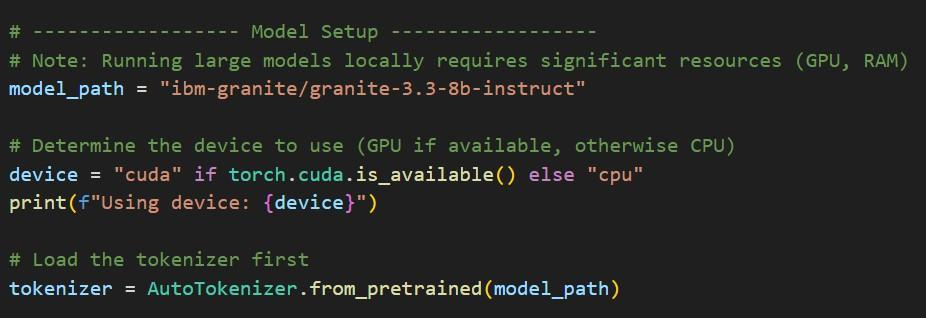 # ------------------ Model Setup ------------------
# Note: Running large models locally requires significant resources (GPU, RAM)
model_path = "ibm-granite/granite-3.3-8b-instruct"
# Determine the device to use (GPU if available, otherwise CPU)
device = "cuda" if torch.cuda.is_available() else "cpu"
print(f"Using device: {device}")
# Load the tokenizer first
tokenizer = AutoTokenizer.from_pretrained(model_path)